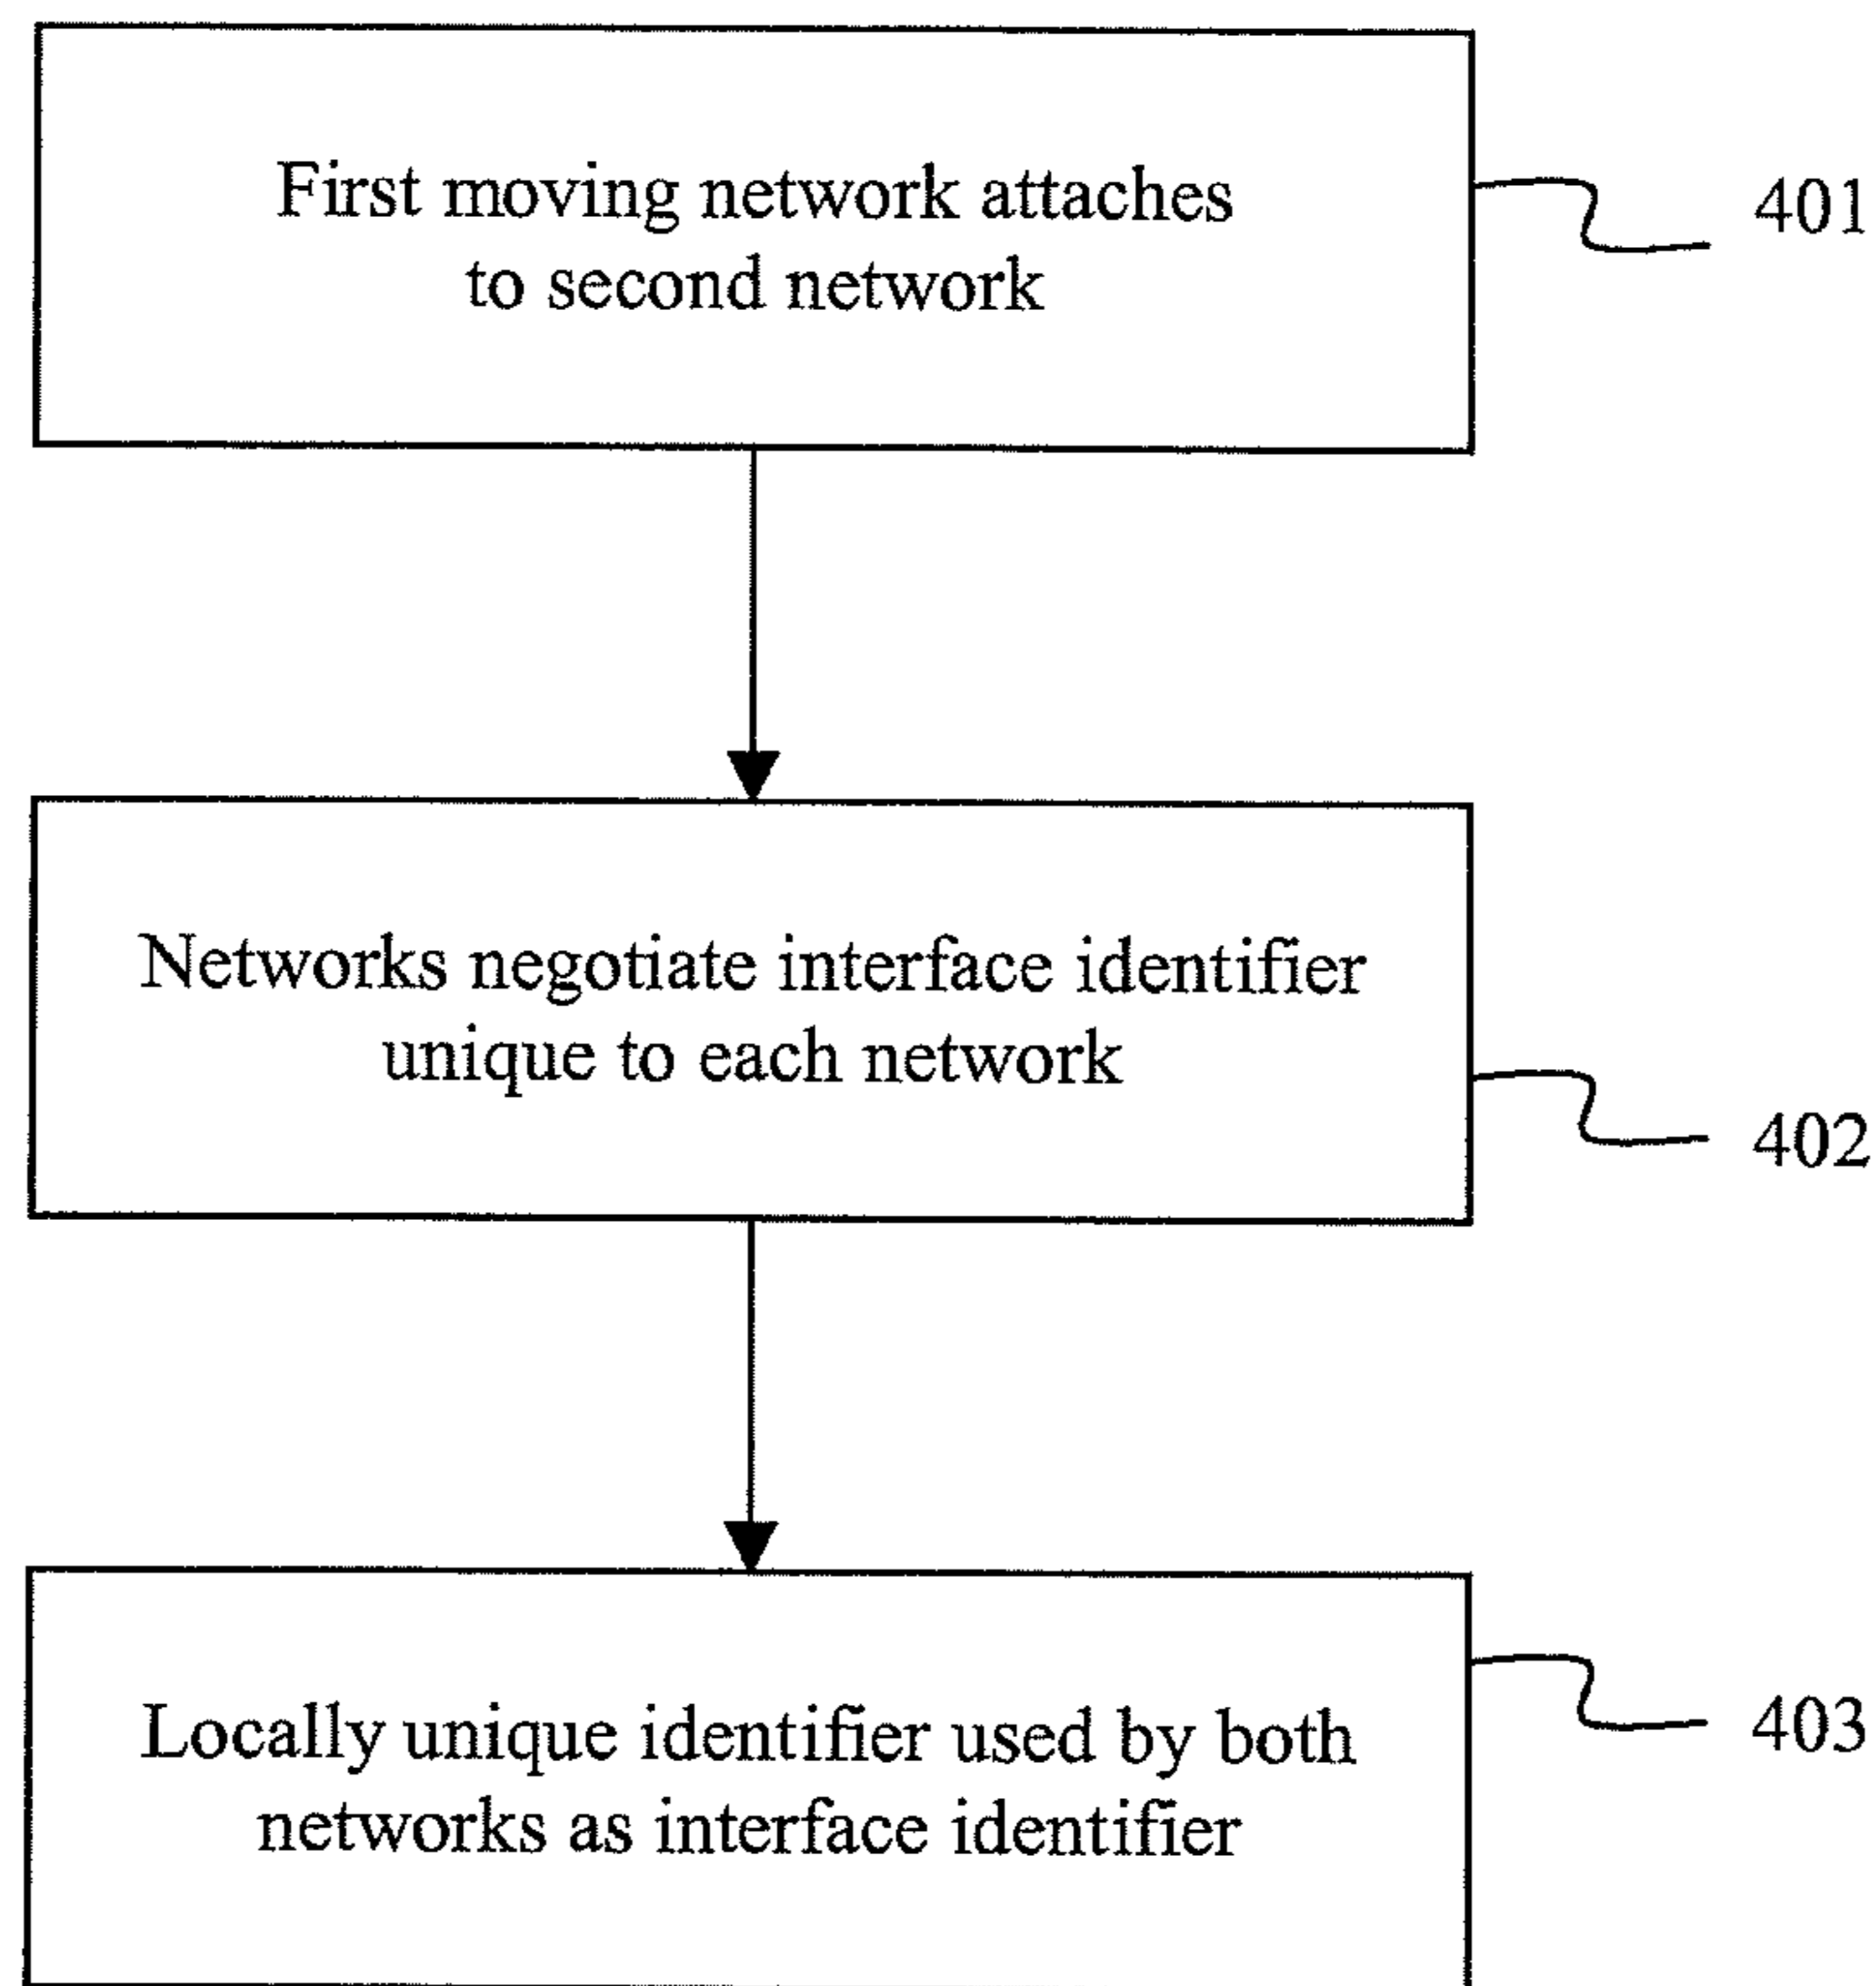 First moving network attaches
to second network
401
Networks negotiate interface identifier
unique to each network
402
Locally unique identifier used by both
networks as interface identifier
403